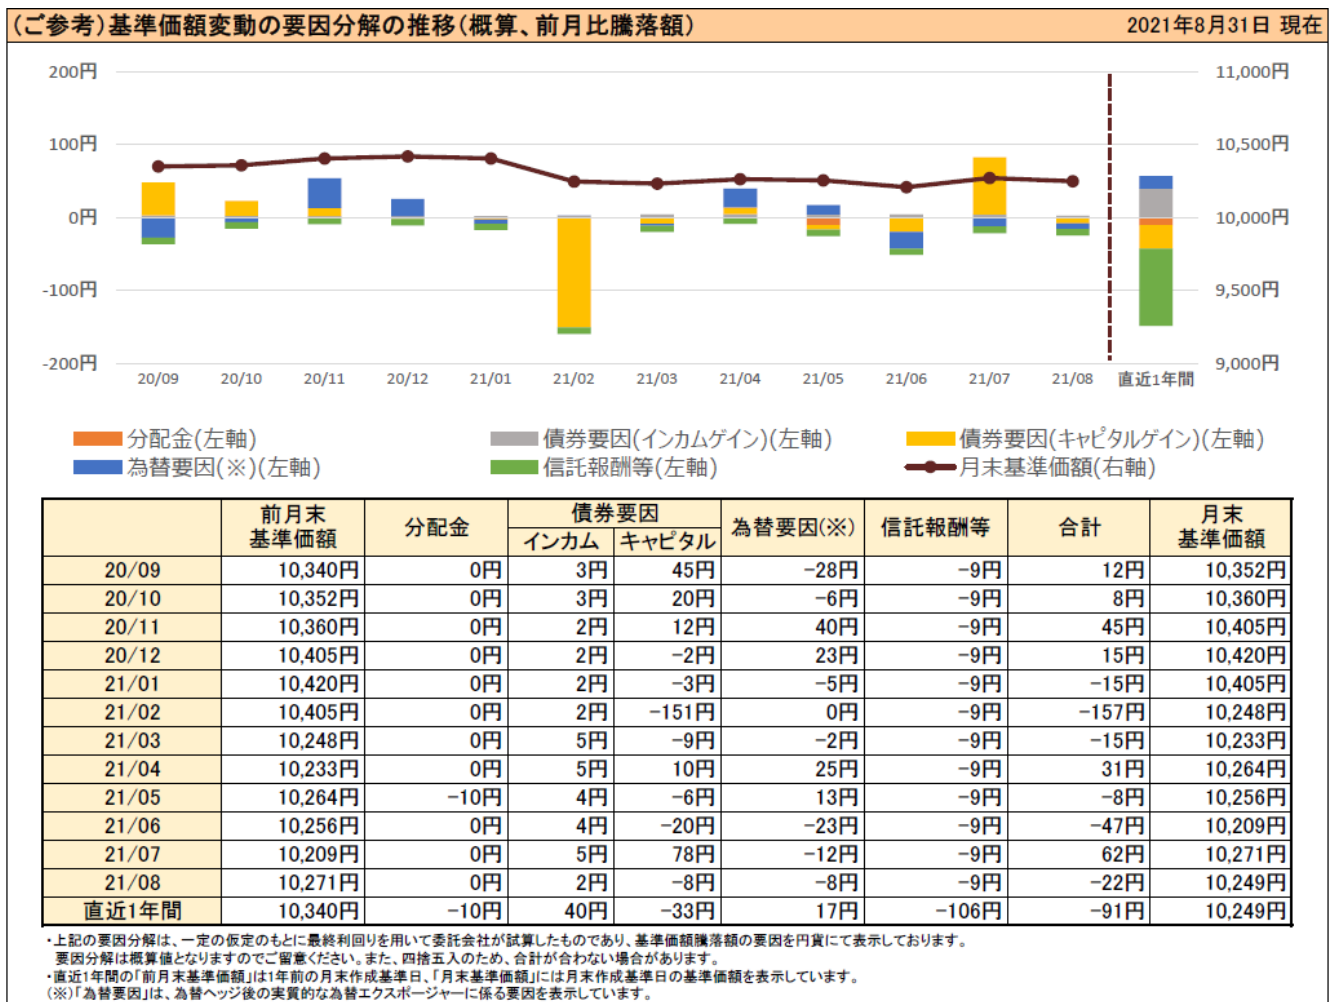 (ご参考)基準価額変動の要因分解の推移(概算、前月比騰落額) 2021年8月31日 現在
200円 11,000円
100円 10,500円
0円 10,000円
-100円 9,500円
-200円 9,000円
20/09 20/10 20/11 20/12 21/01 21/02 21/03 21/04 21/05 21/06 21/07 21/08 直近1年間
分配金(左軸) 債券要因(インカムゲイン)(左軸) 債券要因(キャピタルゲイン)(左軸)
為替要因(※)(左軸) 信託報酬等(左軸) 月末基準価額(右軸)
前月末 基準価額 分配金 債券要因 為替要因(※) 信託報酬等 合計 月末 基準価額
インカム キャピタル
20/09 10,340円 0円 3円 45円 −28円 −9円 12円 10,352円
20/10 10,352円 0円 3円 20円 −6円 −9円 8円 10,360円
20/11 10,360円 0円 2円 12円 40円 −9円 45円 10,405円
20/12 10,405円 0円 2円 −2円 23円 −9円 15円 10,420円
21/01 10,420円 0円 2円 −3円 −5円 −9円 −15円 10,405円
21/02 10,405円 0円 2円 −151円 0円 −9円 −157円 10,248円
21/03 10,248円 0円 5円 −9円 −2円 −9円 −15円 10,233円
21/04 10,233円 0円 5円 10円 25円 −9円 31円 10,264円
21/05 10,264円 −10円 4円 −6円 13円 −9円 −8円 10,256円
21/06 10,256円 0円 4円 −20円 −23円 −9円 −47円 10,209円
21/07 10,209円 0円 5円 78円 −12円 −9円 62円 10,271円
21/08 10,271円 0円 2円 −8円 −8円 −9円 −22円 10,249円
直近1年間 10,340円 −10円 40円 −33円 17円 −106円 −91円 10,249円
・上記の要因分解は、一定の仮定のもとに最終利回りを用いて委託会社が試算したものであり、基準価額騰落額の要因を円貨にて表示しております。
要因分解は概算値となりますのでご留意ください。また、四捨五入のため、合計が合わない場合があります。
・直近1年間の「前月末基準価額」は1年前の月末作成基準日、「月末基準価額」には月末作成基準日の基準価額を表示しています。
(※)「為替要因」は、為替ヘッジ後の実質的な為替エクスポージャーに係る要因を表示しています。